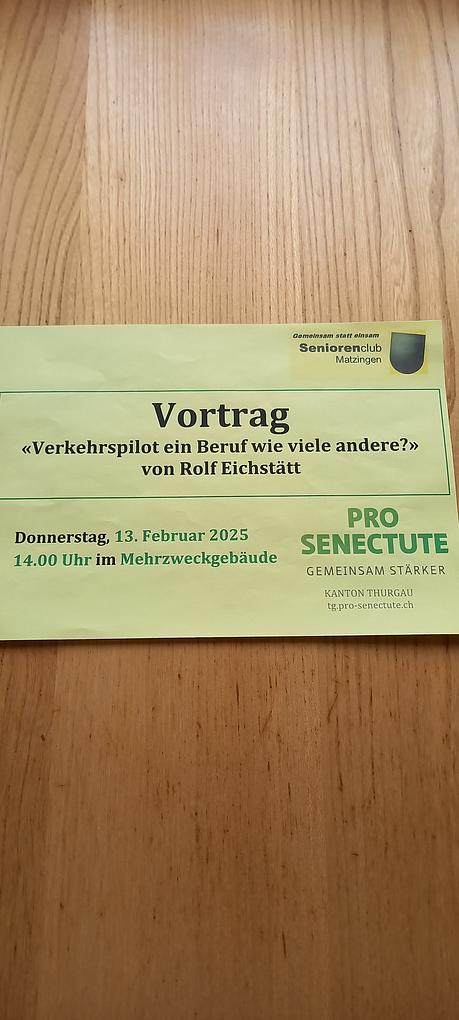 Gemeinsam statt einsam
Seniorenclub
Matzingen
Vortrag
«Verkehrspilot ein Beruf wie viele andere?»
von Rolf Eichstätt
Donnerstag, 13. Februar 2025
14.00 Uhr im Mehrzweckgebäude
PRO
SENECTUTE
GEMEINSAM STÄRKER
KANTON THURGAU
tg.pro-senectute.ch